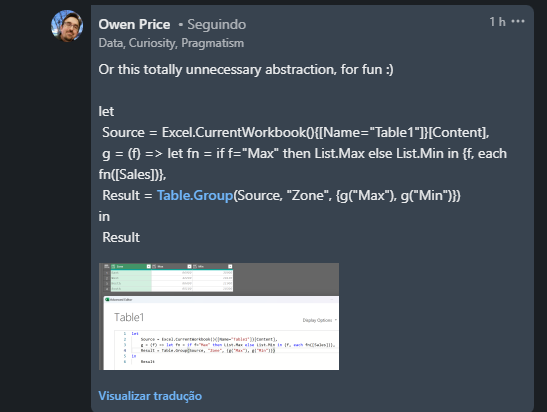 Owen Price • Seguindo
1 h •••
Data, Curiosity, Pragmatism
Or this totally unnecessary abstraction, for fun :)
let
Source = Excel.CurrentWorkbook(){[Name="Table1"]}[Content],
g = (f) => let fn = if f="Max" then List.Max else List.Min in {f, each
fn([Sales])},
Result = Table.Group(Source, "Zone", {g("Max"), g("Min")})
in
Result
Advanced Editor
Table1
Display Options
let
Source = Excel.CurrentWorkbook(){[Name="Table1"]}[Content],
g = (f) => let fn = if f="Max" then List.Max else List.Min in {f, each fn([Sales])},
Result = Table.Group(Source, "Zone", {g("Max"), g("Min")})
in
Result
Visualizar tradução